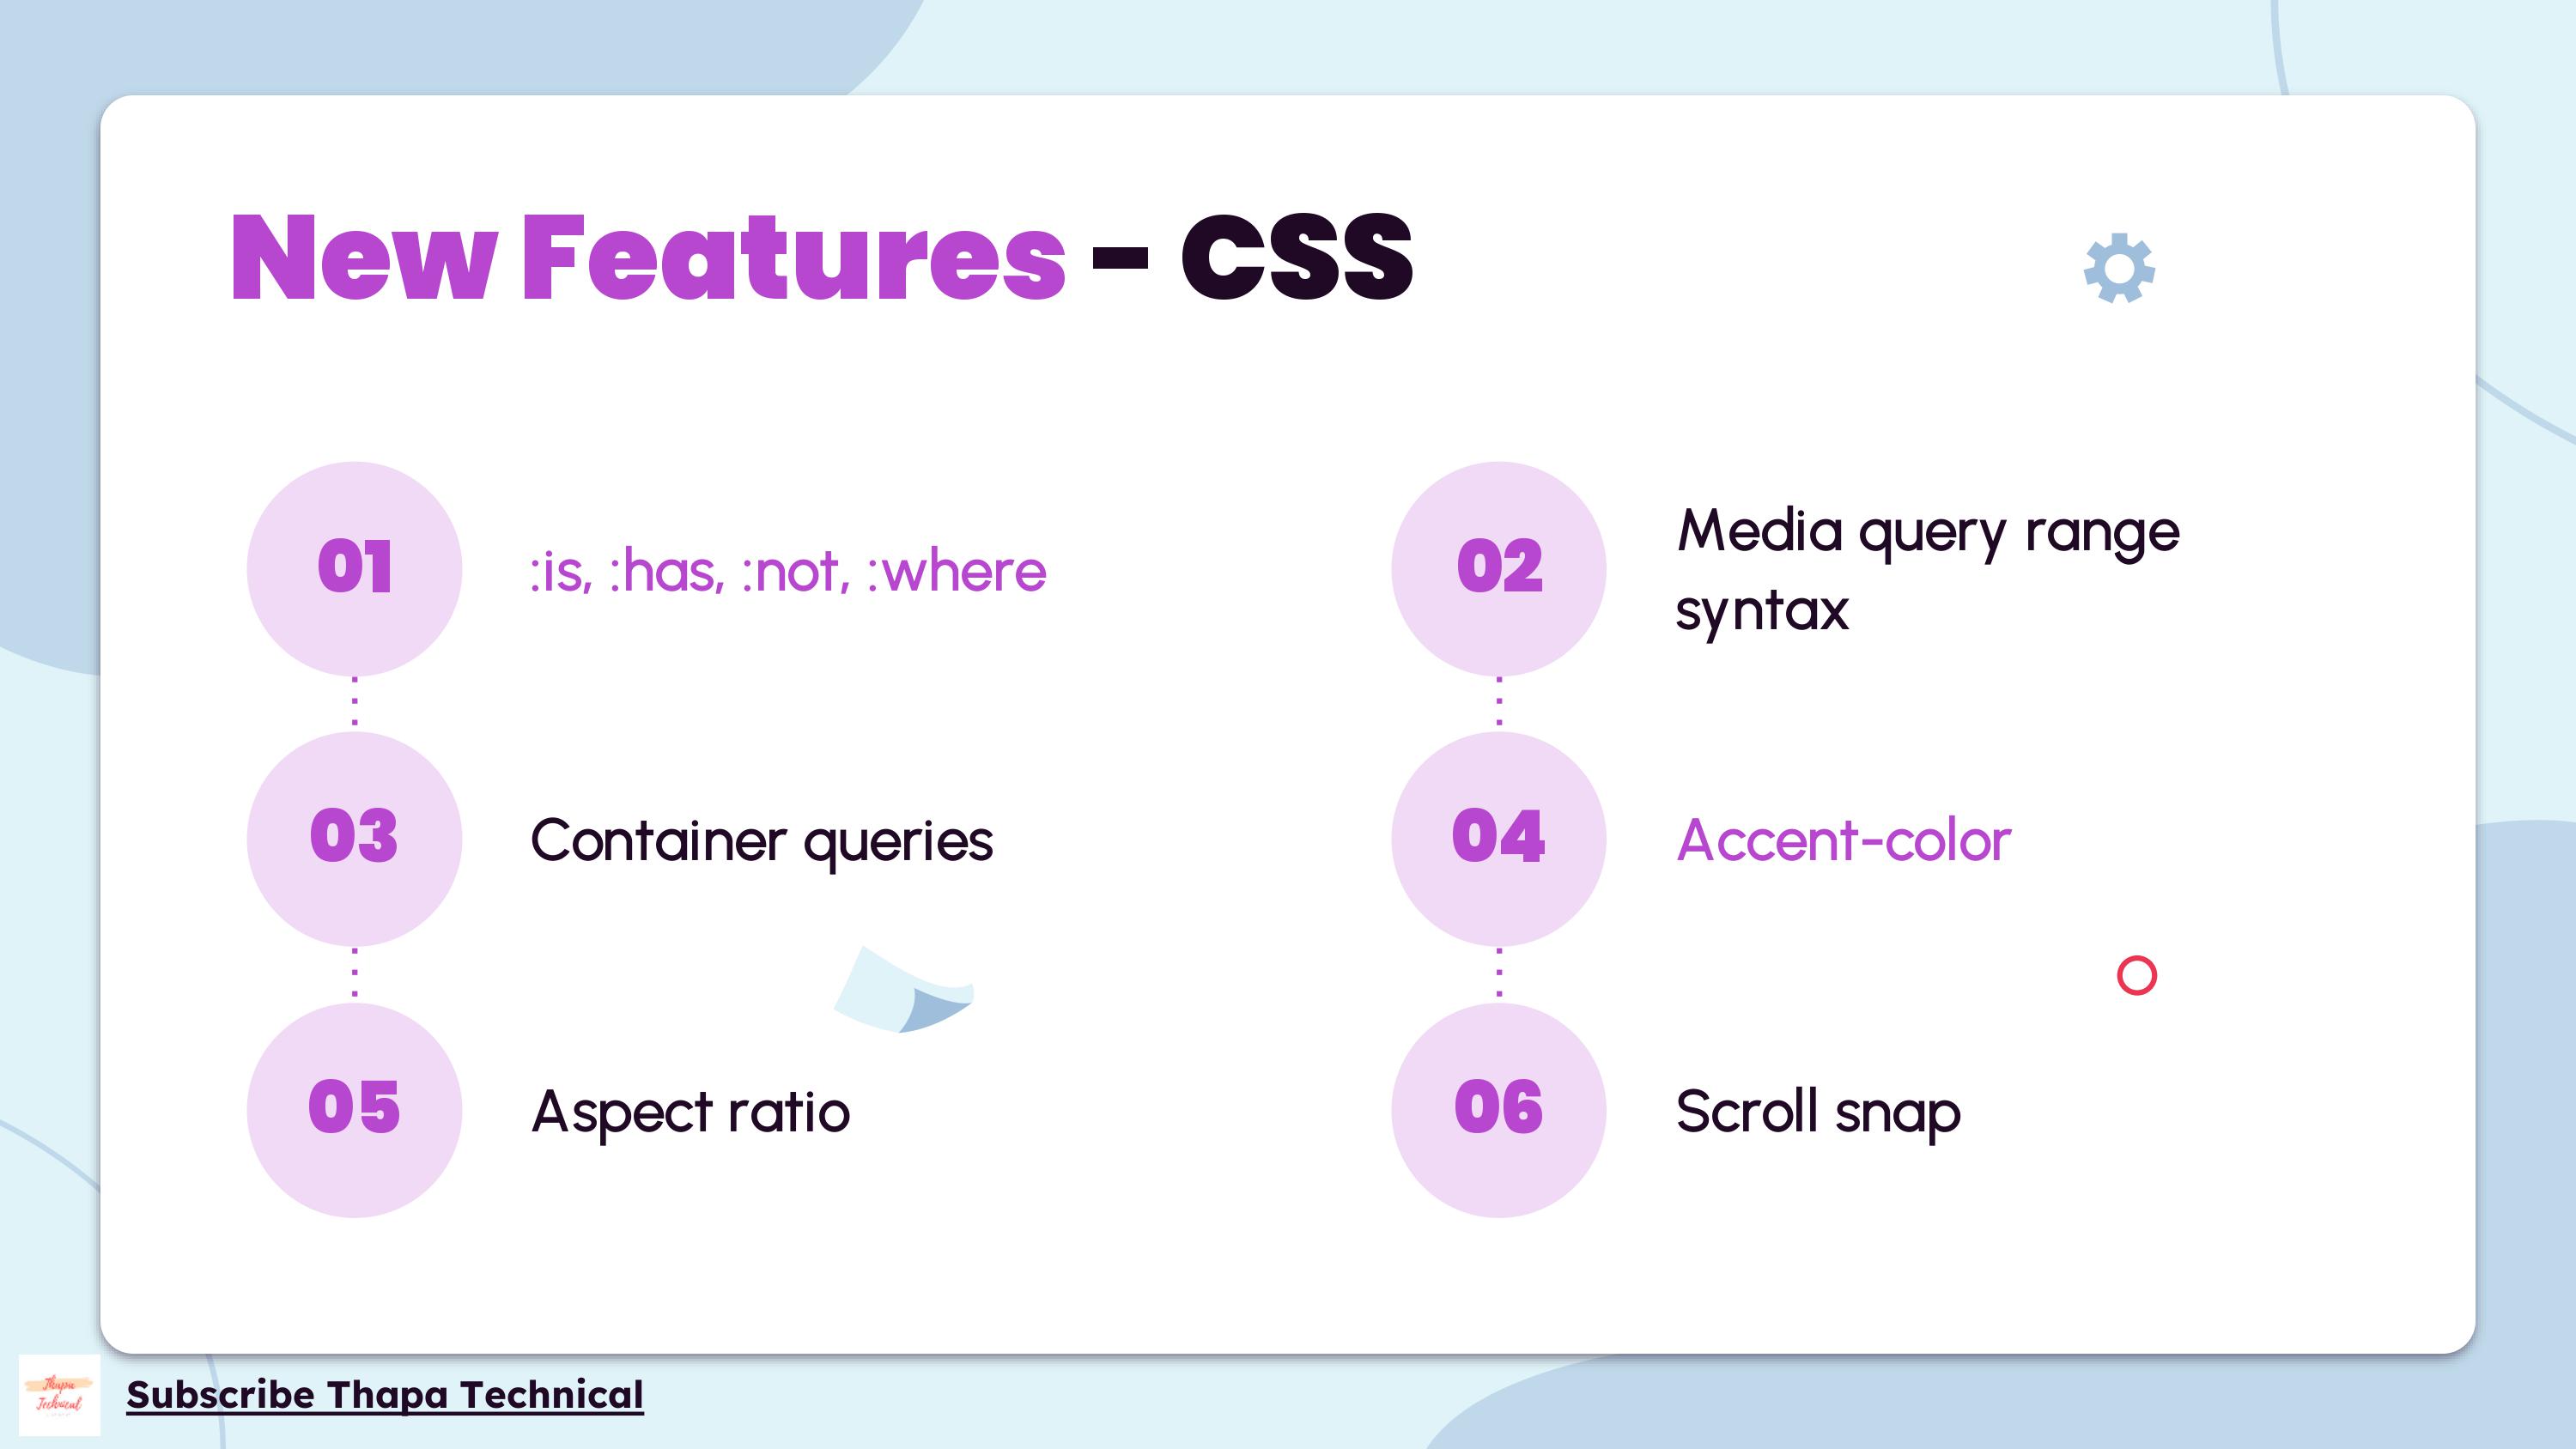 New Features - CSS
01
:is, :has, :not, :where
02
Media query range
syntax
03
Container queries
04
Accent-color
05
Aspect ratio
06
Scroll snap
Thapa
Technical
Subscribe Thapa Technical